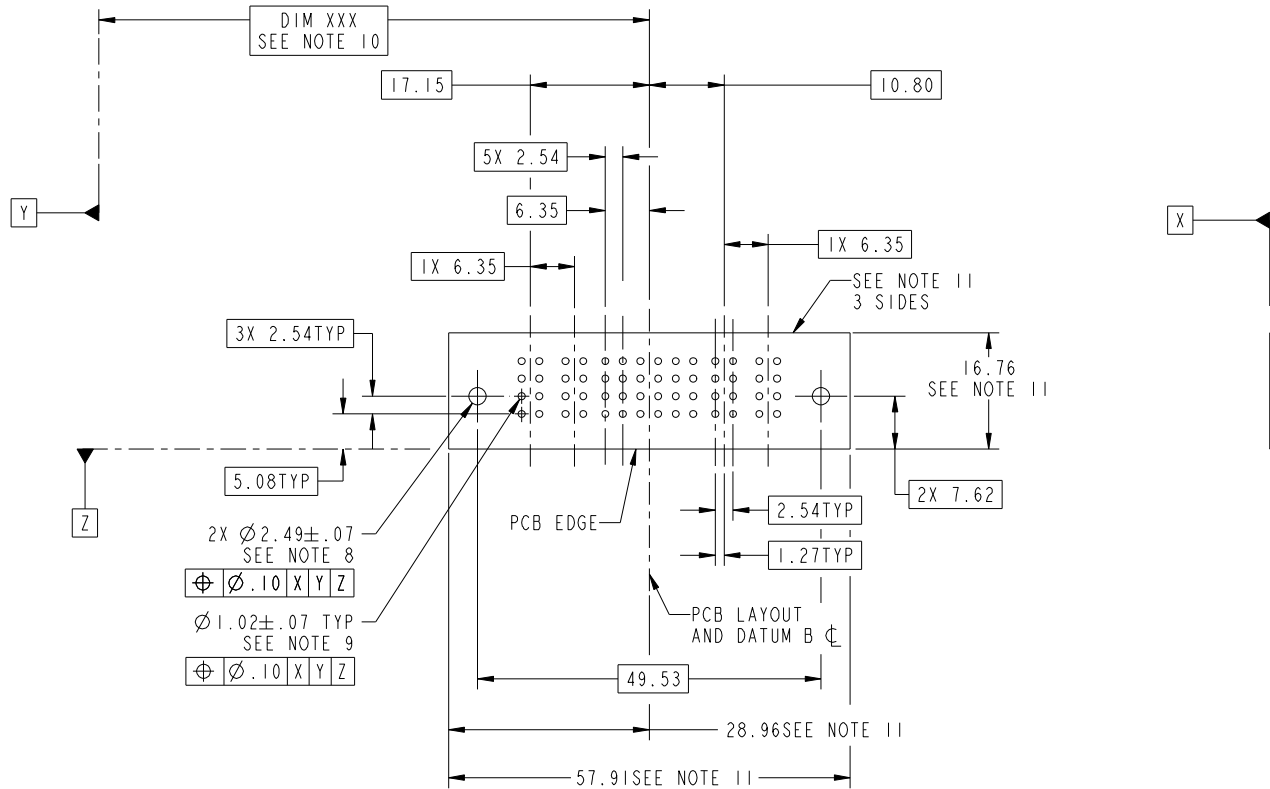 DIM XXX
SEE NOTE 10
17.15
10.80
5X 2.54
Y
6.35
X
1X 6.35
1X 6.35
SEE NOTE 11
3 SIDES
3X 2.54TYP
16.76
SEE NOTE 11
5.08TYP
2X 7.62
Z
2.54TYP
PCB EDGE
2X Ø2.49±.07
SEE NOTE 8
1.27TYP
⌖ Ø.10 X Y Z
Ø1.02±.07 TYP
SEE NOTE 9
PCB LAYOUT
AND DATUM B ℄
⌖ Ø.10 X Y Z
49.53
28.96SEE NOTE 11
57.91SEE NOTE 11